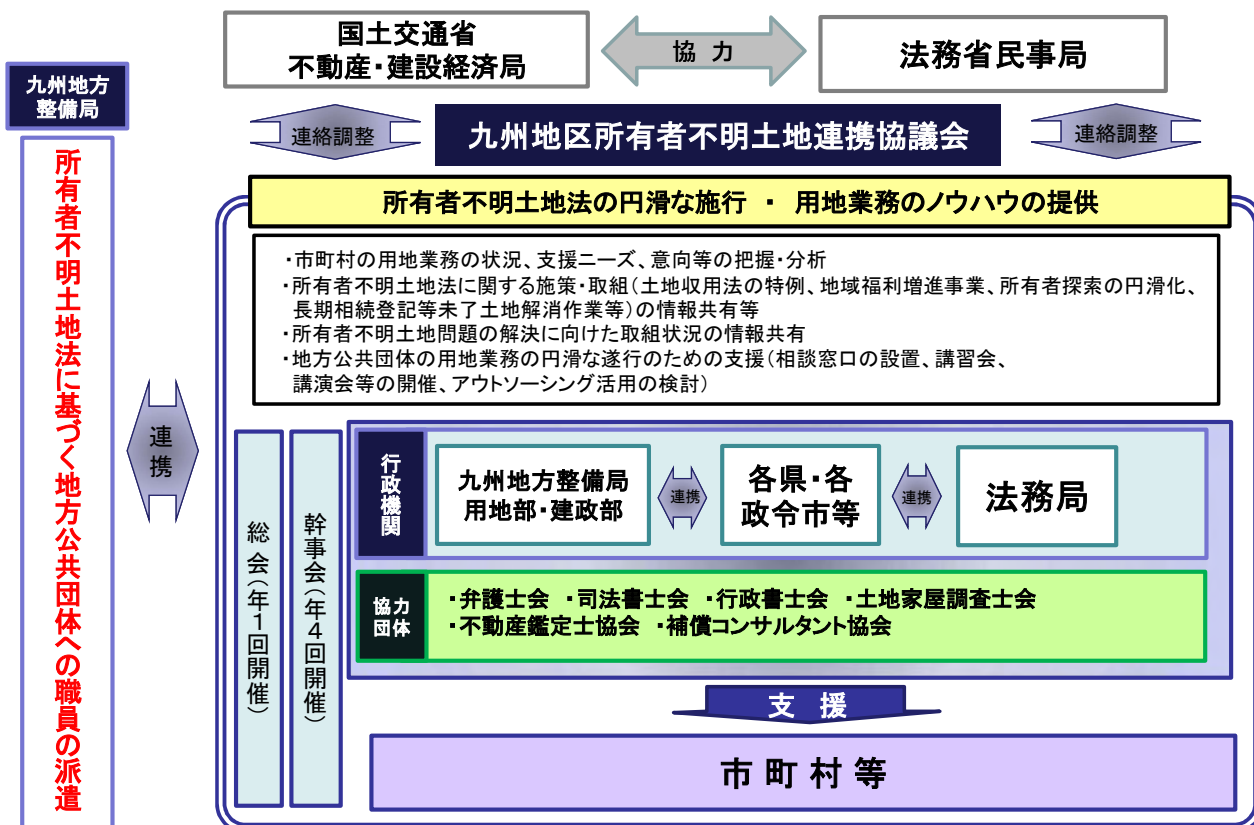 国土交通省
不動産・建設経済局
協 力
法務省民事局
九州地方
整備局
所有者不明土地法に基づく地方公共団体への職員の派遣
連携
連絡調整
九州地区所有者不明土地連携協議会
連絡調整
所有者不明土地法の円滑な施行 ・ 用地業務のノウハウの提供
・市町村の用地業務の状況、支援ニーズ、意向等の把握・分析
・所有者不明土地法に関する施策・取組(土地収用法の特例、地域福利増進事業、所有者探索の円滑化、
長期相続登記等未了土地解消作業等)の情報共有等
・所有者不明土地問題の解決に向けた取組状況の情報共有
・地方公共団体の用地業務の円滑な遂行のための支援(相談窓口の設置、講習会、
講演会等の開催、アウトソーシング活用の検討)
総会(年1回開催)
幹事会(年4回開催)
行政機関
九州地方整備局
用地部・建政部
連携
各県・各
政令市等
連携
法務局
協力
団体
・弁護士会 ・司法書士会 ・行政書士会 ・土地家屋調査士会
・不動産鑑定士協会 ・補償コンサルタント協会
支 援
市 町 村 等